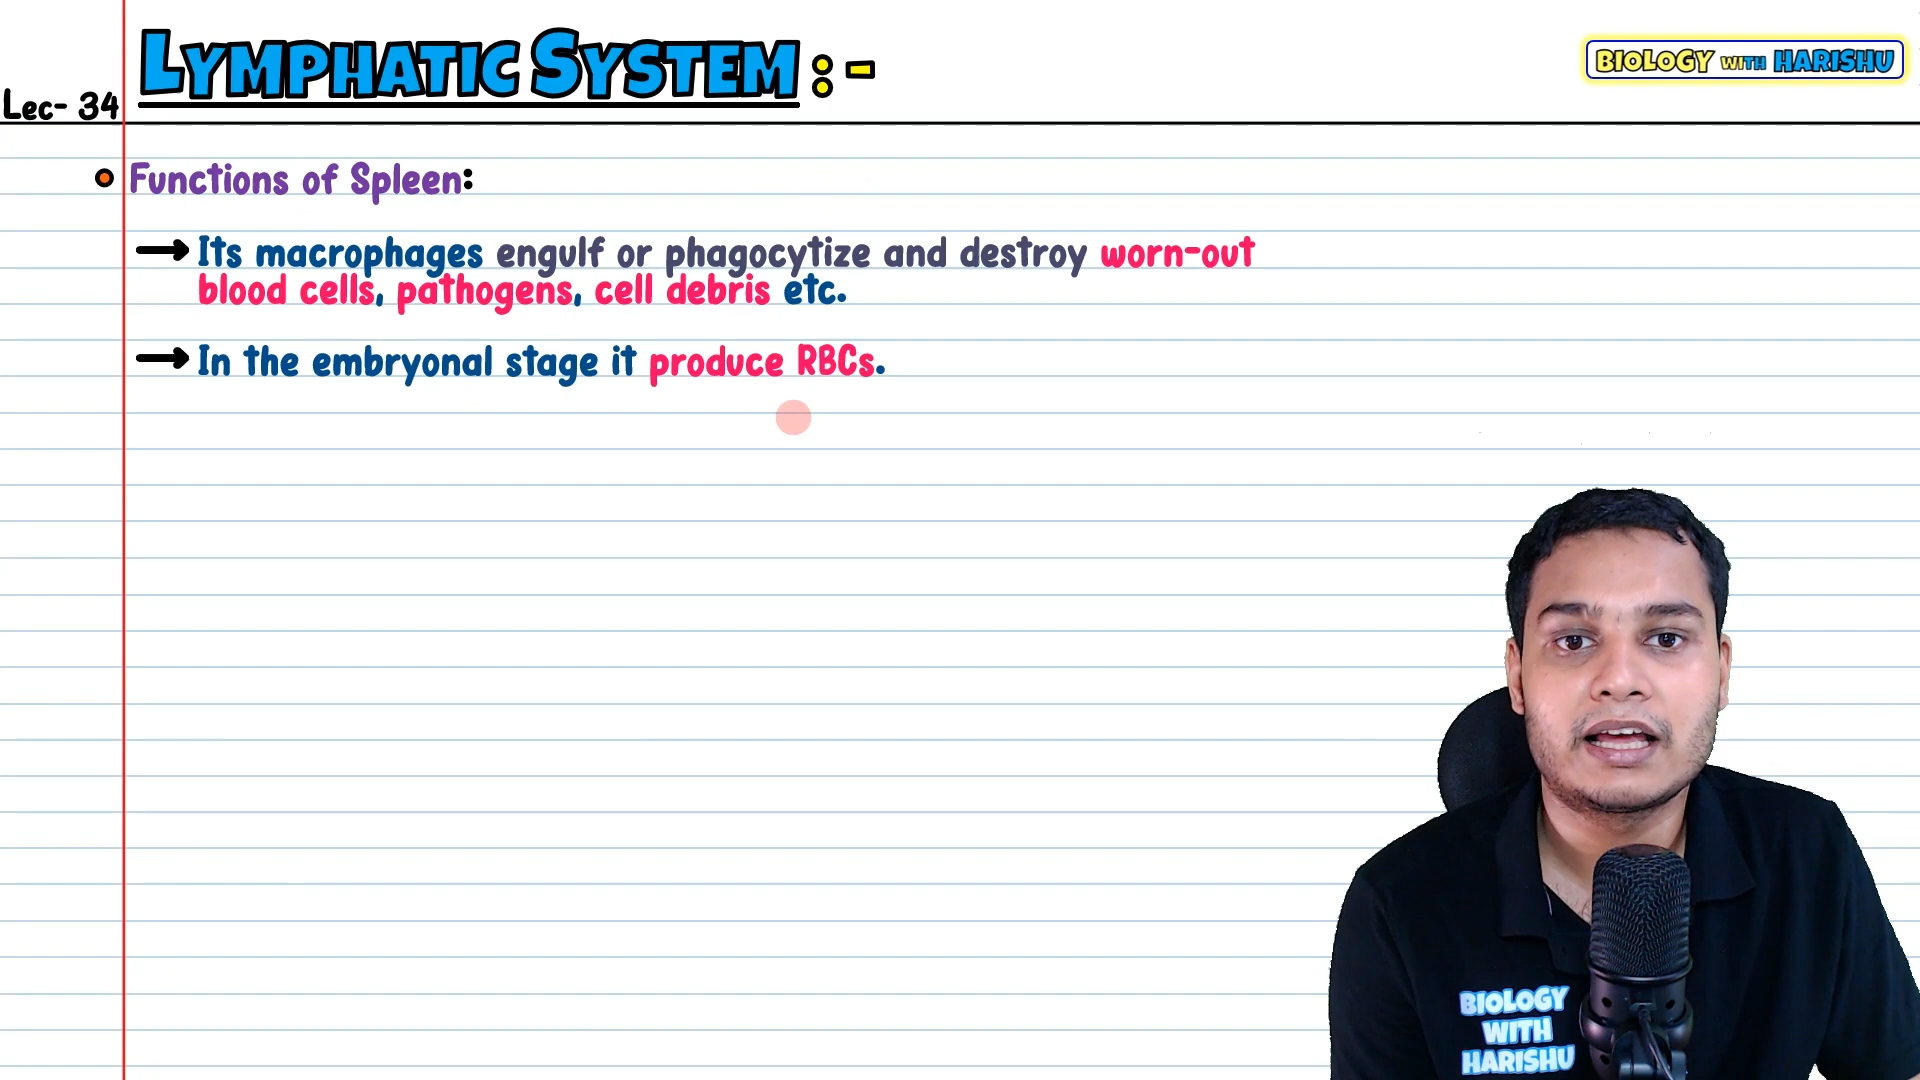 LYMPHATIC SYSTEM :-
BIOLOGY WITH HARISHU
Lec- 34
Functions of Spleen:
Its macrophages engulf or phagocytize and destroy worn-out
blood cells, pathogens, cell debris etc.
In the embryonal stage it produce RBCs.
BIOLOGY
WITH
HARISHU